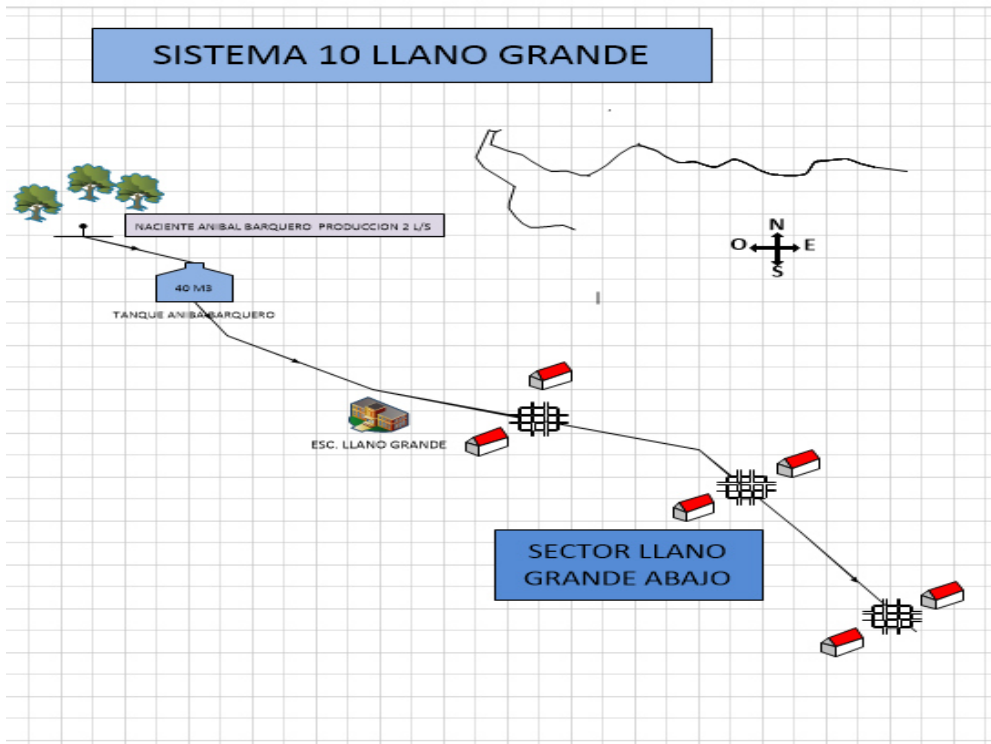 SISTEMA 10 LLANO GRANDE
NACIENTE ANIBAL BARQUERO PRODUCCION 2 L/S
N
O E
S
40 M3
TANQUE ANIBA BARQUERO
ESC. LLANO GRANDE
SECTOR LLANO
GRANDE ABAJO